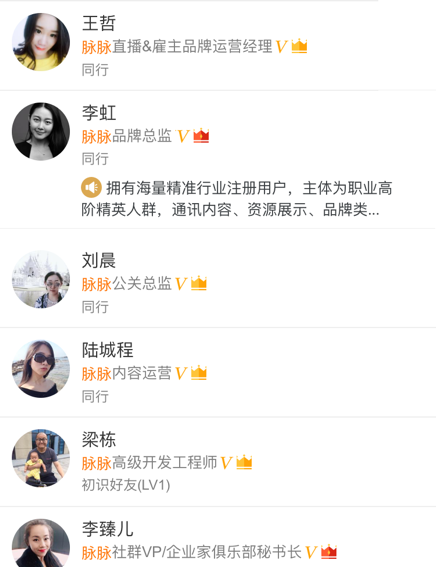 王哲
脉脉直播&雇主品牌运营经理 V
同行
李虹
脉脉品牌总监 V
同行
拥有海量精准行业注册用户，主体为职业高
阶精英人群，通讯内容、资源展示、品牌类...
刘晨
脉脉公关总监 V
同行
陆城程
脉脉内容运营 V
同行
梁栋
脉脉高级开发工程师 V
初识好友(LV1)
李臻儿
脉脉社群VP/企业家俱乐部秘书长 V